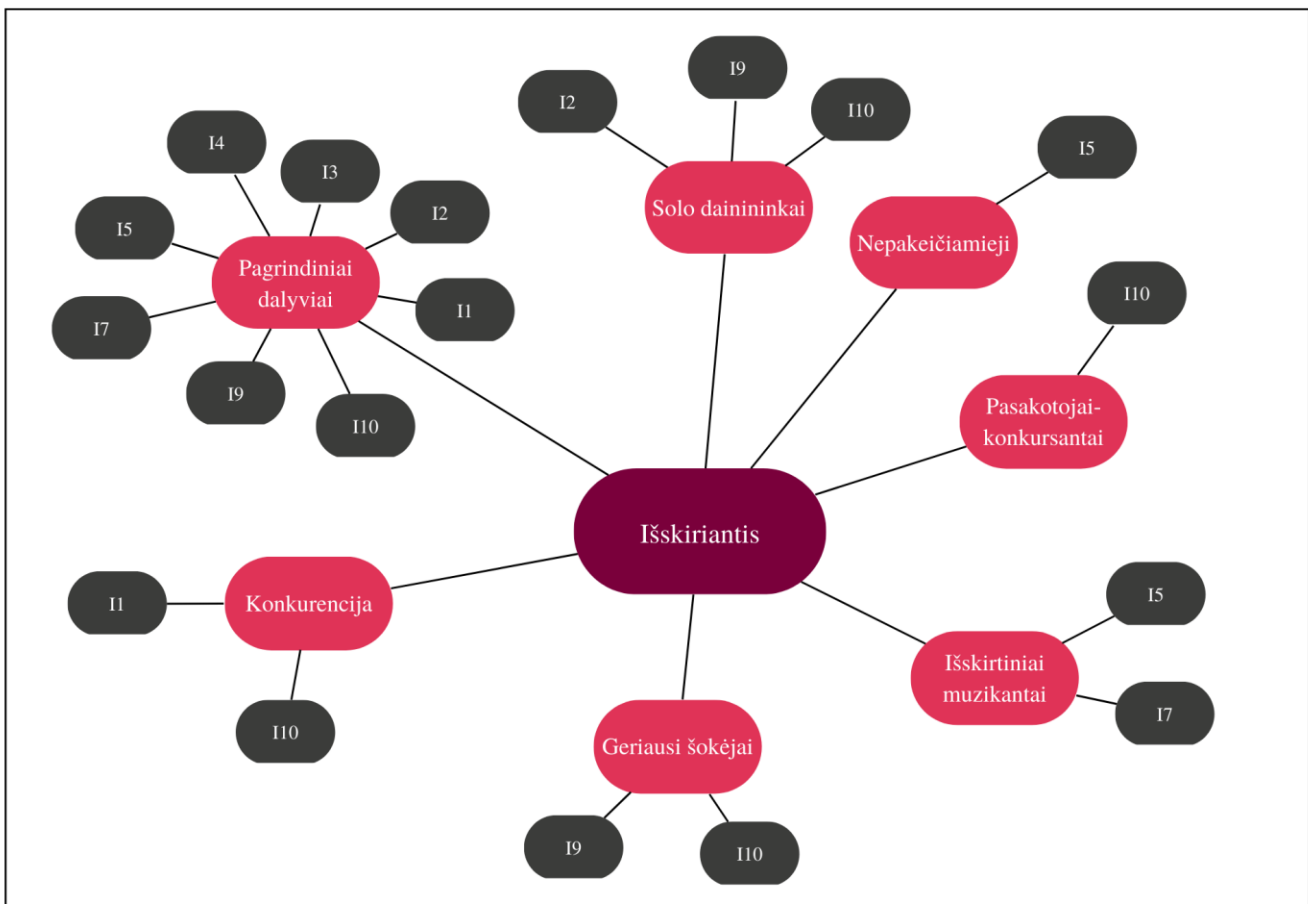 I9
I2
I10
I4
I3
I5
I2
I5
Solo dainininkai
Nepakeičiamieji
Pagrindiniai
dalyviai
I10
I1
I7
I9
I10
Pasakotojai-
konkursantai
Išskiriantis
I1
Konkurencija
I5
Išskirtiniai
muzikantai
I7
I10
Geriausi šokėjai
I9
I10